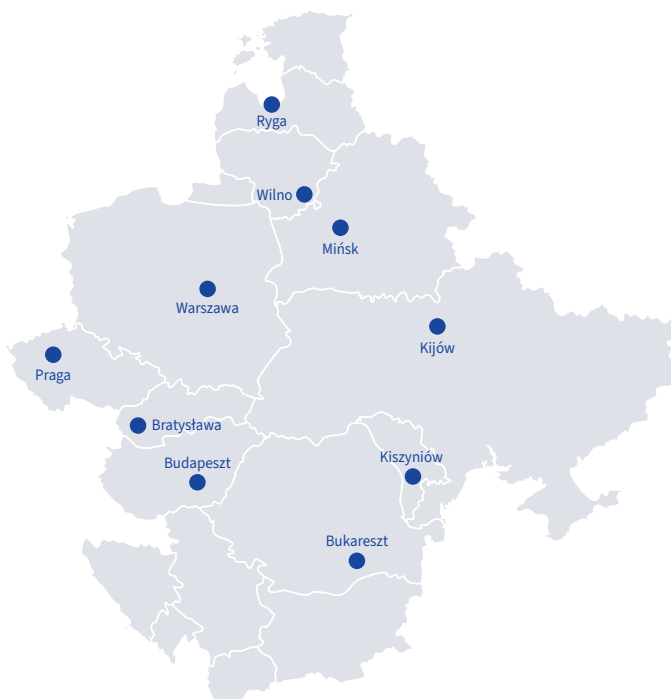 Ryga
Wilno
Mińsk
Warszawa
Kijów
Praga
Bratysława
Kiszyniów
Budapeszt
Bukareszt